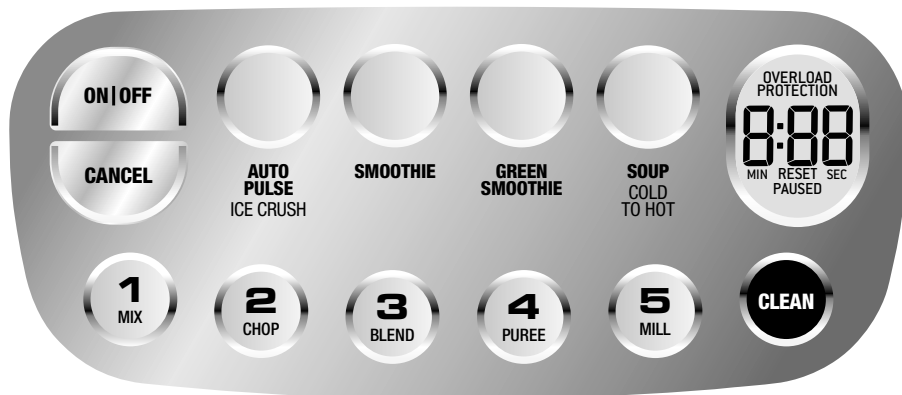 ON|OFF
CANCEL
AUTO
PULSE
ICE CRUSH
SMOOTHIE
GREEN
SMOOTHIE
SOUP
COLD
TO HOT
OVERLOAD
PROTECTION
8:88
MIN RESET SEC
PAUSED
1
MIX
2
CHOP
3
BLEND
4
PUREE
5
MILL
CLEAN